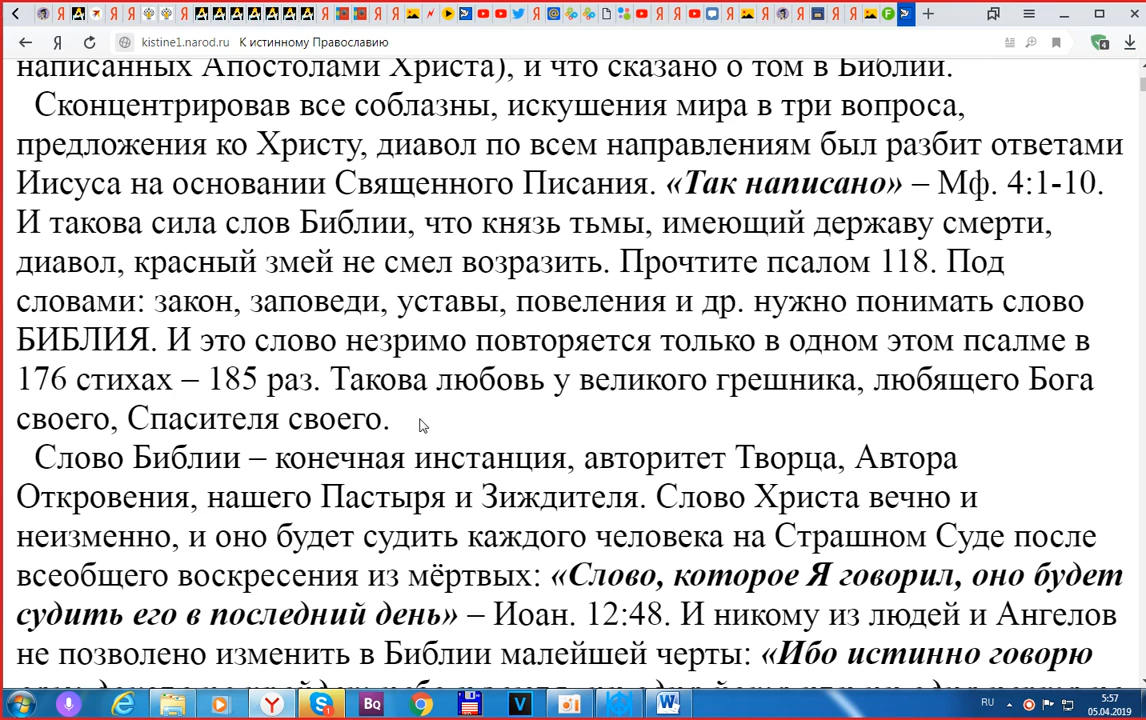 kistine1.narod.ru К истинному Православию
написанных Апостолами Христа), и что сказано о том в Библии.
Сконцентрировав все соблазны, искушения мира в три вопроса,
предложения ко Христу, диавол по всем направлениям был разбит ответами
Иисуса на основании Священного Писания. «Так написано» – Мф. 4:1-10.
И такова сила слов Библии, что князь тьмы, имеющий державу смерти,
диавол, красный змей не смел возразить. Прочтите псалом 118. Под
словами: закон, заповеди, уставы, повеления и др. нужно понимать слово
БИБЛИЯ. И это слово незримо повторяется только в одном этом псалме в
176 стихах – 185 раз. Такова любовь у великого грешника, любящего Бога
своего, Спасителя своего.
Слово Библии – конечная инстанция, авторитет Творца, Автора
Откровения, нашего Пастыря и Зиждителя. Слово Христа вечно и
неизменно, и оно будет судить каждого человека на Страшном Суде после
всеобщего воскресения из мёртвых: «Слово, которое Я говорил, оно будет
судить его в последний день» – Иоан. 12:48. И никому из людей и Ангелов
не позволено изменить в Библии малейшей черты: «Ибо истинно говорю
RU
5:57
05.04.2019